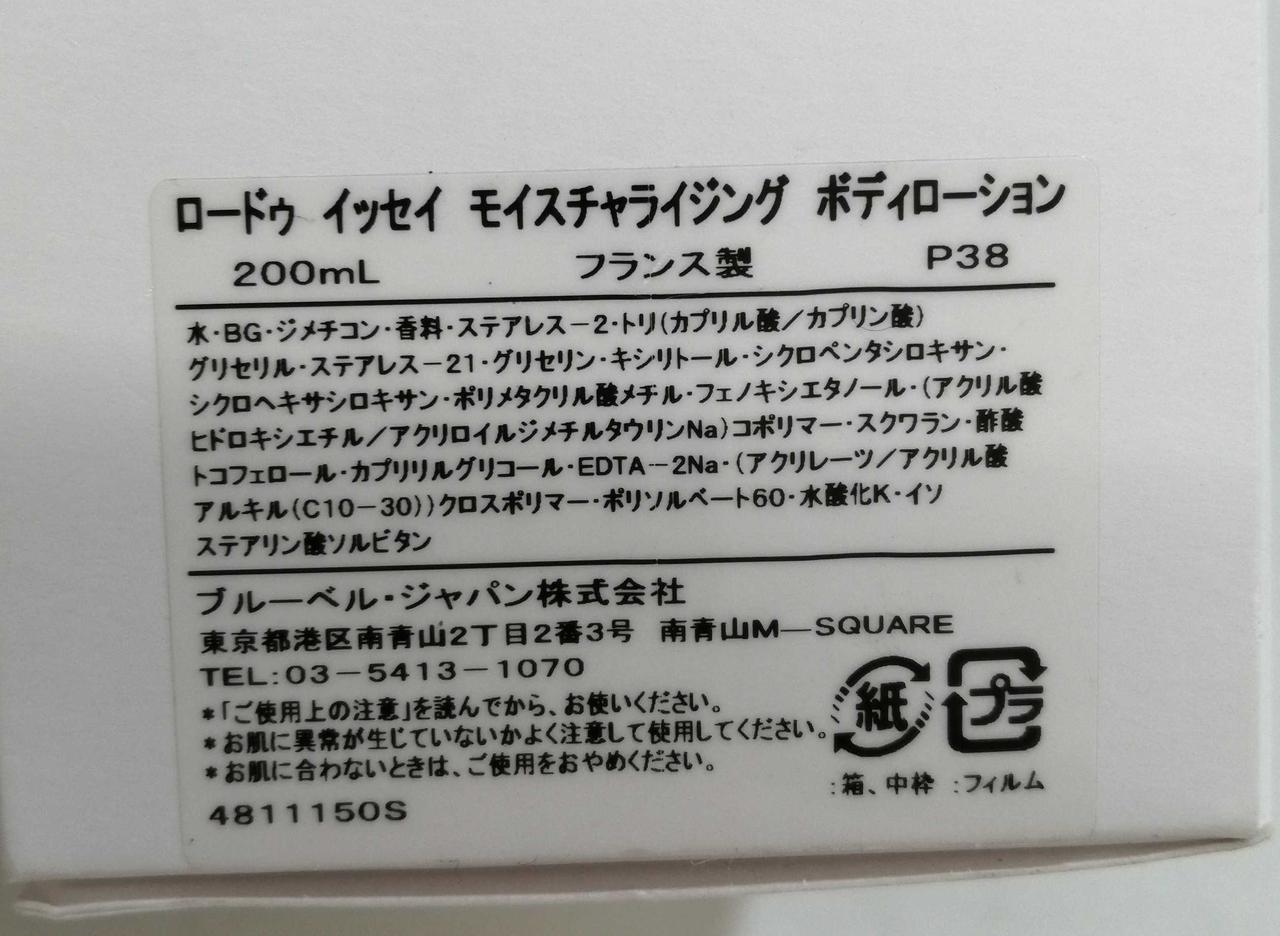 ロードゥ イッセイ モイスチャライジング ボディローション
200mL フランス製 P38
水・BG・ジメチコン・香料・ステアレス－2・トリ(カプリル酸／カプリン酸)
グリセリル・ステアレス－21・グリセリン・キシリトール・シクロペンタシロキサン・
シクロヘキサシロキサン・ポリメタクリル酸メチル・フェノキシエタノール・(アクリル酸
ヒドロキシエチル／アクリロイルジメチルタウリンNa)コポリマー・スクワラン・酢酸
トコフェロール・カプリリルグリコール・EDTA－2Na・(アクリレーツ／アクリル酸
アルキル(C10－30))クロスポリマー・ポリソルベート60・水酸化K・イソ
ステアリン酸ソルビタン
ブルーベル・ジャパン株式会社
東京都港区南青山2丁目2番3号 南青山M―SQUARE
TEL:03－5413－1070
＊「ご使用上の注意」を読んでから、お使いください。
＊お肌に異常が生じていないかよく注意して使用してください。
＊お肌に合わないときは、ご使用をおやめください。
紙 プラ
:箱、中枠 :フィルム
4811150S